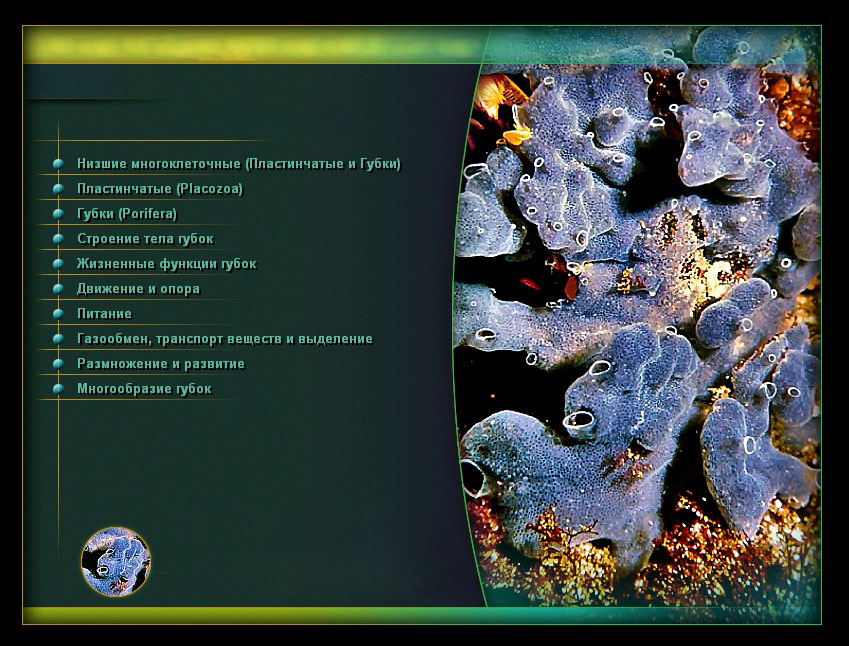 Низшие многоклеточные (Пластинчатые и Губки)
Пластинчатые (Placozoa)
Губки (Porifera)
Строение тела губок
Жизненные функции губок
Движение и опора
Питание
Газообмен, транспорт веществ и выделение
Размножение и развитие
Многообразие губок